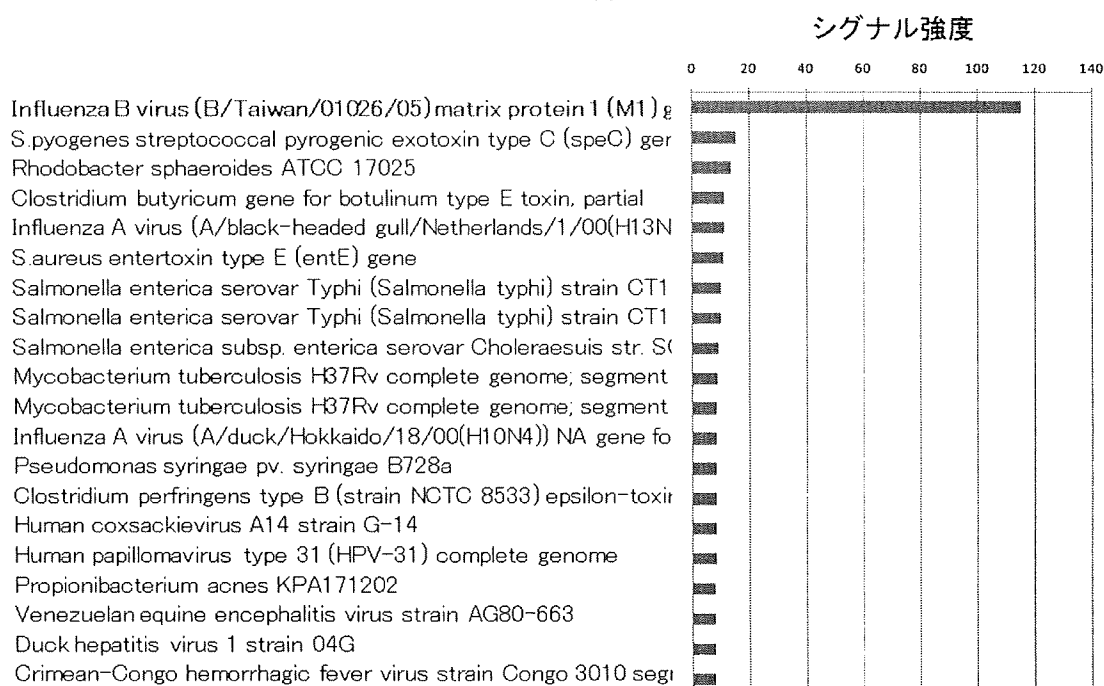 シグナル強度
0 20 40 60 80 100 120 140
Influenza B virus (B/Taiwan/01026/05) matrix protein 1 (M1) g
S.pyogenes streptococcal pyrogenic exotoxin type C (speC) ger
Rhodobacter sphaeroides ATCC 17025
Clostridium butyricum gene for botulinum type E toxin, partial
Influenza A virus (A/black-headed gull/Netherlands/1/00(H13N
S.aureus entertoxin type E (entE) gene
Salmonella enterica serovar Typhi (Salmonella typhi) strain CT1
Salmonella enterica serovar Typhi (Salmonella typhi) strain CT1
Salmonella enterica subsp. enterica serovar Choleraesuis str. S(
Mycobacterium tuberculosis H37Rv complete genome; segment
Mycobacterium tuberculosis H37Rv complete genome; segment
Influenza A virus (A/duck/Hokkaido/18/00(H10N4)) NA gene fo
Pseudomonas syringae pv. syringae B728a
Clostridium perfringens type B (strain NCTC 8533) epsilon-toxir
Human coxsackievirus A14 strain G-14
Human papillomavirus type 31 (HPV-31) complete genome
Propionibacterium acnes KPA171202
Venezuelan equine encephalitis virus strain AG80-663
Duck hepatitis virus 1 strain 04G
Crimean-Congo hemorrhagic fever virus strain Congo 3010 segr